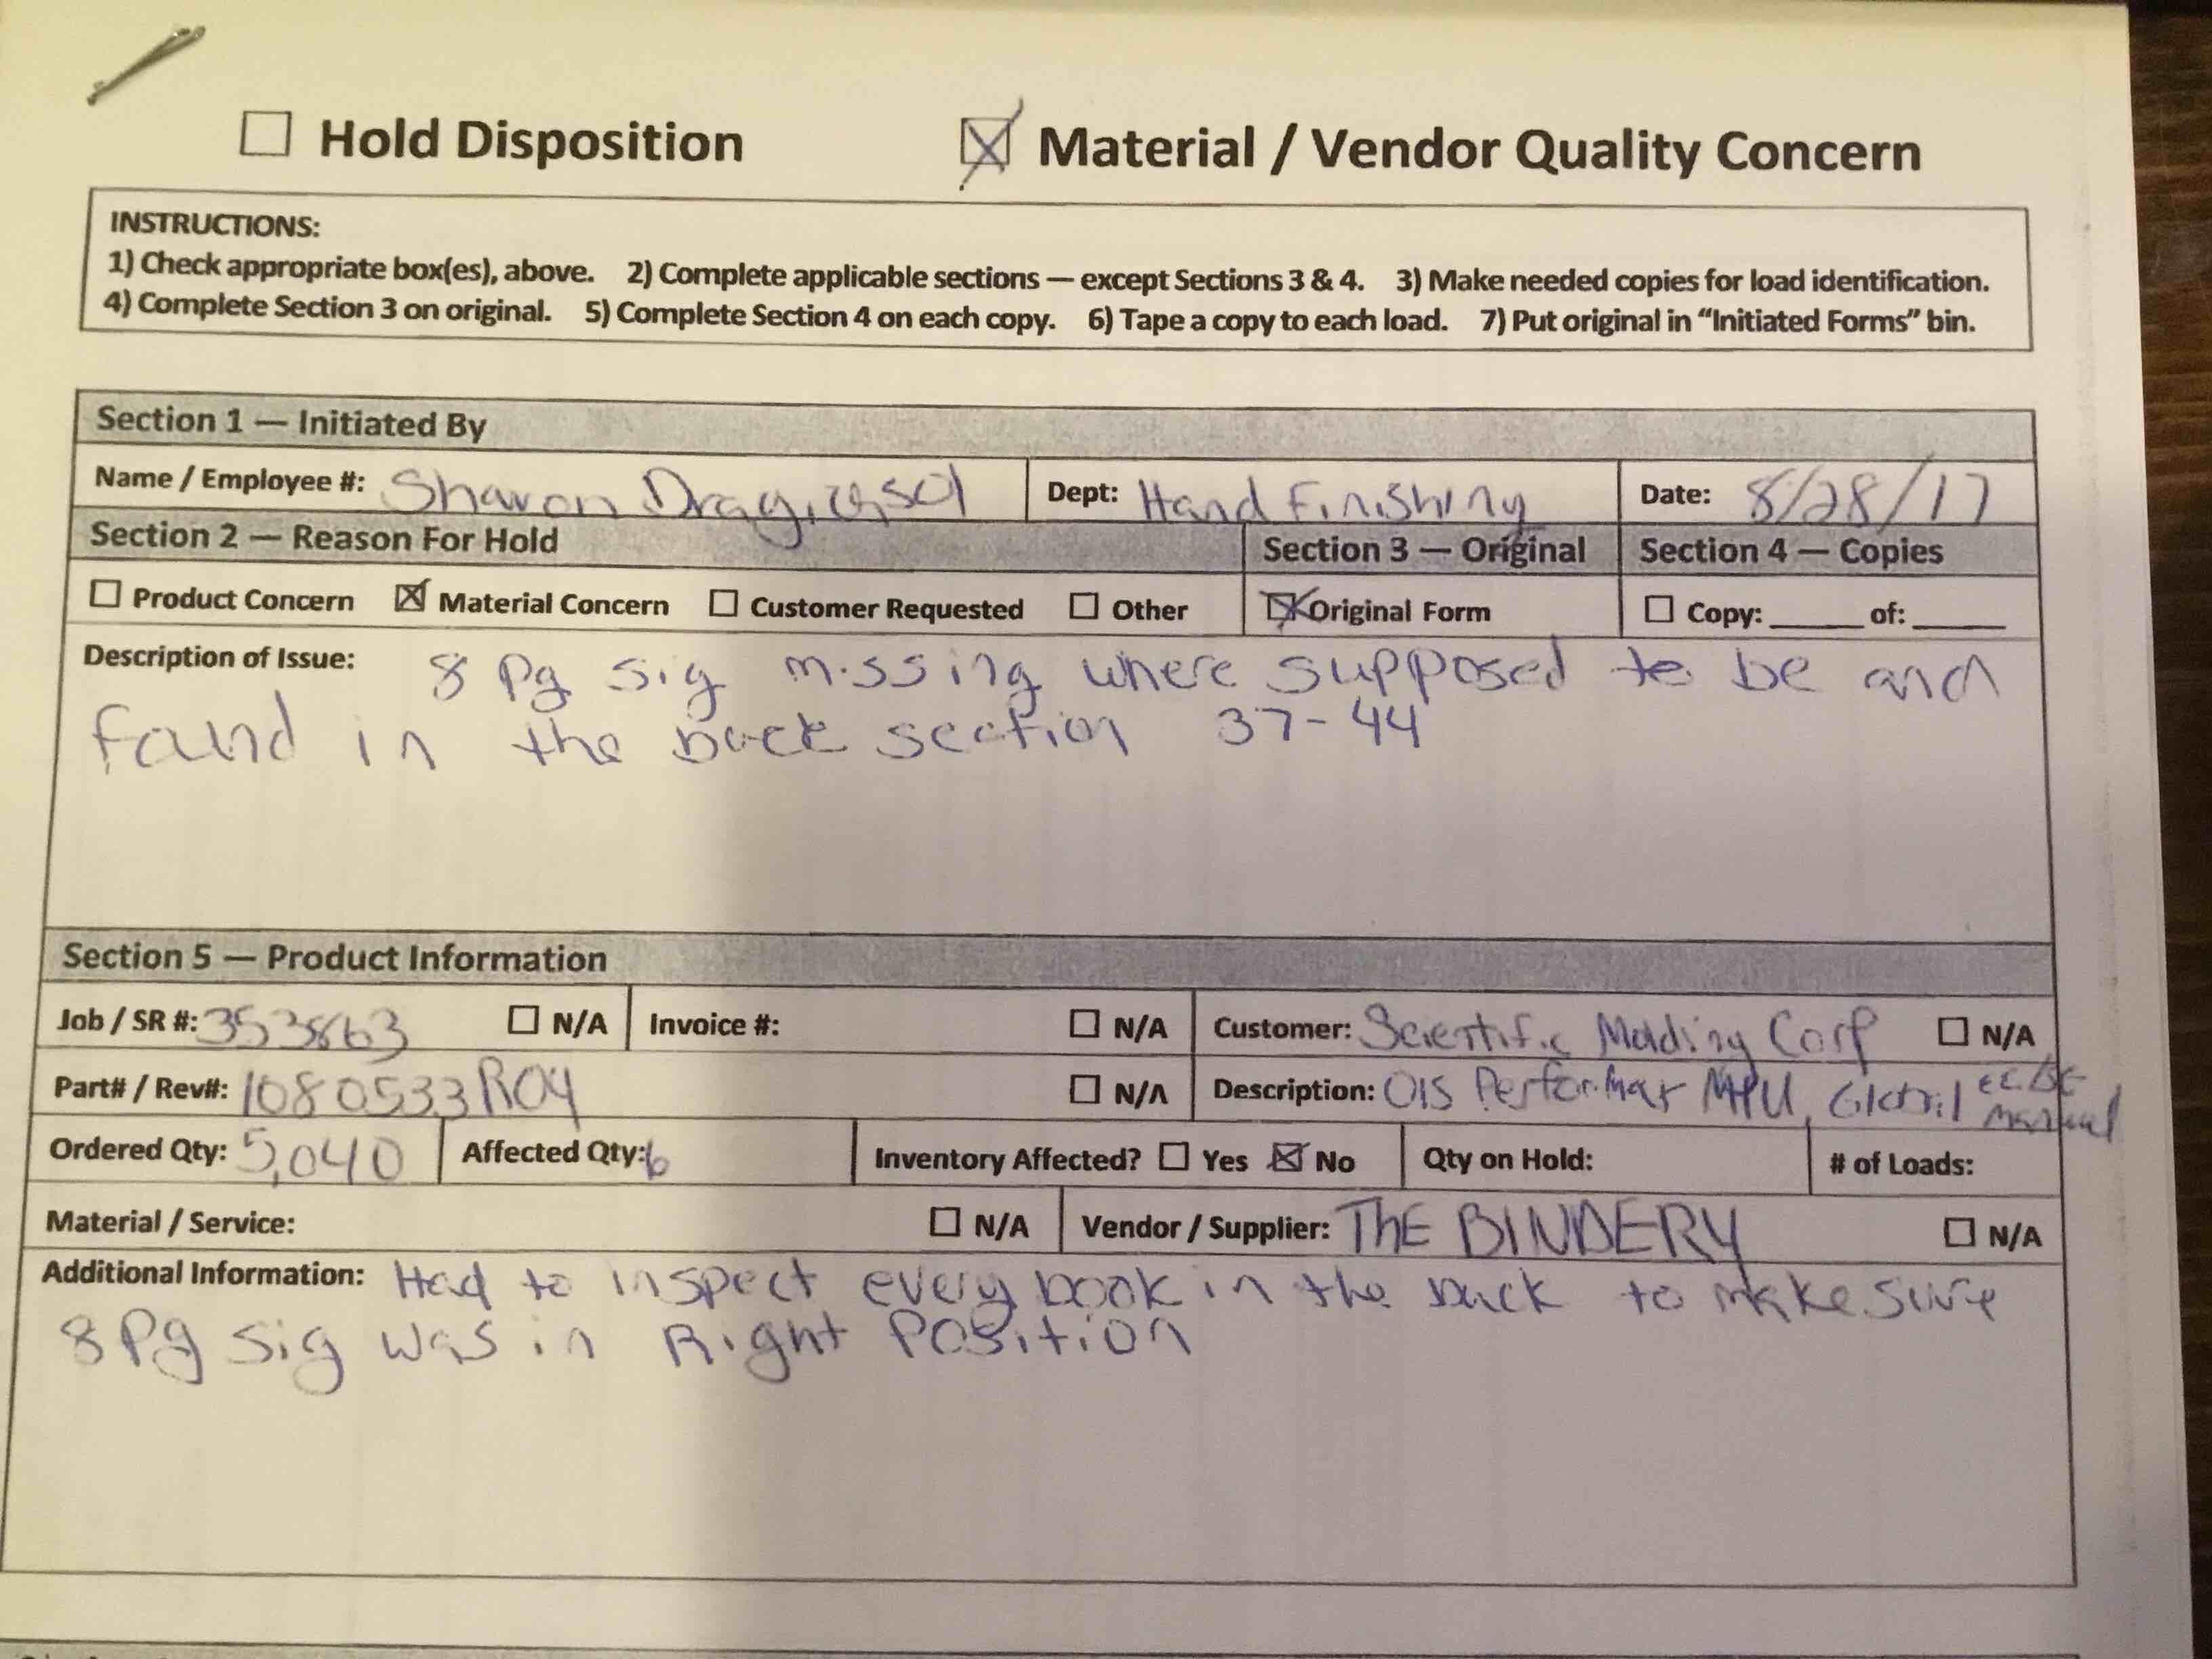 ☐ Hold Disposition ☒ Material / Vendor Quality Concern
INSTRUCTIONS:
1) Check appropriate box(es), above. 2) Complete applicable sections — except Sections 3 & 4. 3) Make needed copies for load identification.
4) Complete Section 3 on original. 5) Complete Section 4 on each copy. 6) Tape a copy to each load. 7) Put original in “Initiated Forms” bin.
Section 1 — Initiated By
Name / Employee #: Sharon Dept: Hand Finishing Date: 8/28/17
Section 2 — Reason For Hold Section 3 — Original Section 4 — Copies
☐ Product Concern ☒ Material Concern ☐ Customer Requested ☐ Other ☒ Original Form ☐ Copy: _____ of: _____
Description of Issue: 8 Pg sig missing where supposed to be and
found in the back section 37-44
Section 5 — Product Information
Job / SR #: 353863 ☐ N/A Invoice #: ☐ N/A Customer: Scientific Molding Corp ☐ N/A
Part# / Rev#: 1080533R04 ☐ N/A Description: OIS MPU, Global Manual
Ordered Qty: 5,040 Affected Qty: 6 Inventory Affected? ☐ Yes ☒ No Qty on Hold: # of Loads:
Material / Service: ☐ N/A Vendor / Supplier: THE BINDERY ☐ N/A
Additional Information: Had to inspect every book in the back to make sure
8 Pg sig was in Right Position